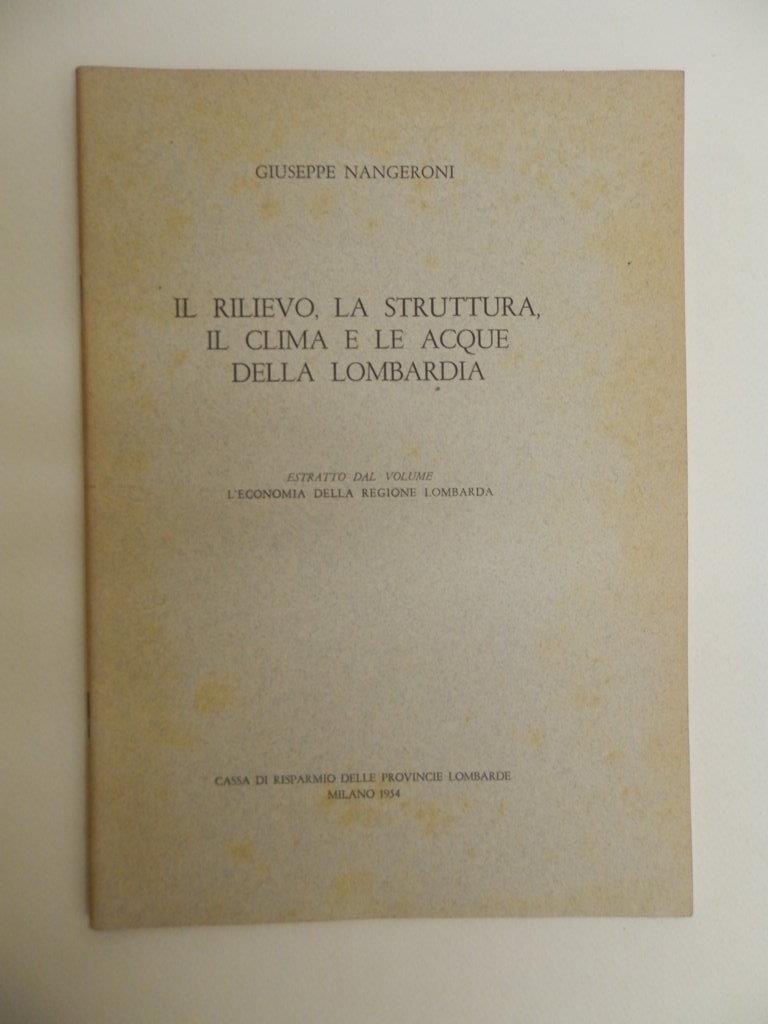 GIUSEPPE NANGERONI
IL RILIEVO, LA STRUTTURA,
IL CLIMA E LE ACQUE
DELLA LOMBARDIA
ESTRATTO DAL VOLUME
L'ECONOMIA DELLA REGIONE LOMBARDA
CASSA DI RISPARMIO DELLE PROVINCIE LOMBARDE
MILANO 1954